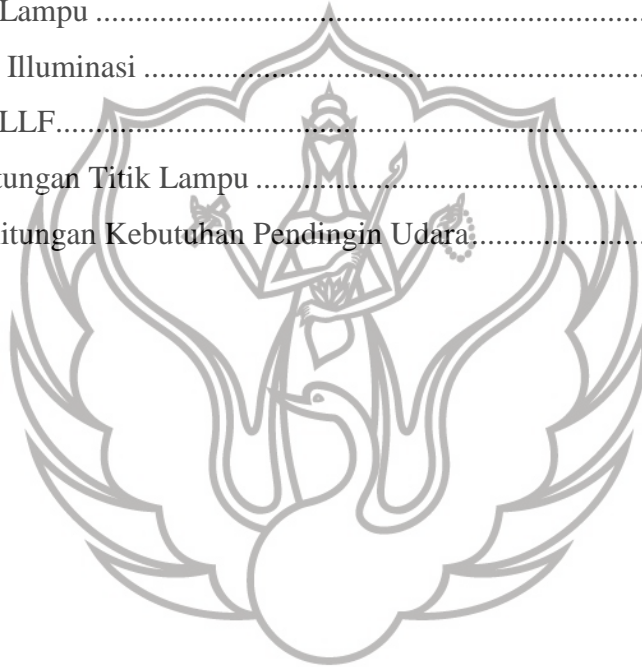 Lampu ...........................................................................
Illuminasi ....................................................................
LLF................................................................................
tungan Titik Lampu ......................................................
itungan Kebutuhan Pendingin Udara.........................